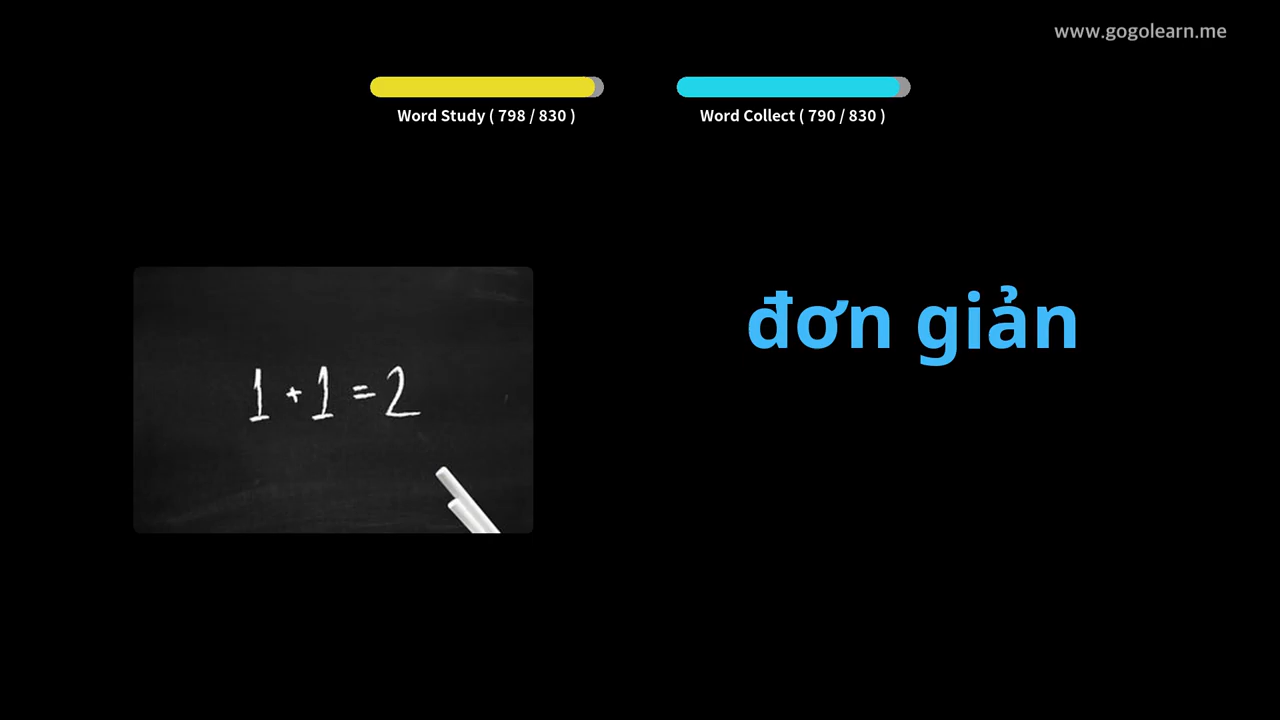 www.gogolearn.me
Word Study ( 798 / 830 )
Word Collect ( 790 / 830 )
đơn giản
1 + 1 = 2